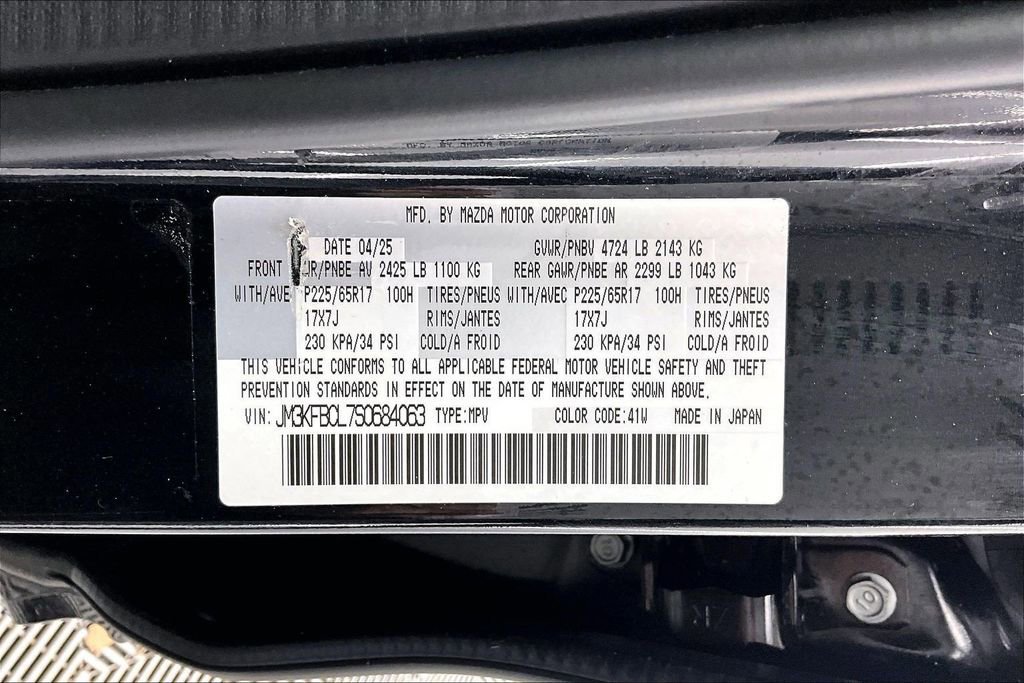 MFD. BY MAZDA MOTOR CORPORATION
DATE 04/25 GVWR/PNBV 4724 LB 2143 KG
FRONT WR/PNBE AV 2425 LB 1100 KG REAR GAWR/PNBE AR 2299 LB 1043 KG
WITH/AVE P225/65R17 100H TIRES/PNEUS WITH/AVEC P225/65R17 100H TIRES/PNEUS
17X7J RIMS/JANTES 17X7J RIMS/JANTES
230 KPA/34 PSI COLD/A FROID 230 KPA/34 PSI COLD/A FROID
THIS VEHICLE CONFORMS TO ALL APPLICABLE FEDERAL MOTOR VEHICLE SAFETY AND THEFT
PREVENTION STANDARDS IN EFFECT ON THE DATE OF MANUFACTURE SHOWN ABOVE.
VIN: JM3KFBCL7S0684063 TYPE:MPV COLOR CODE:41W MADE IN JAPAN
10